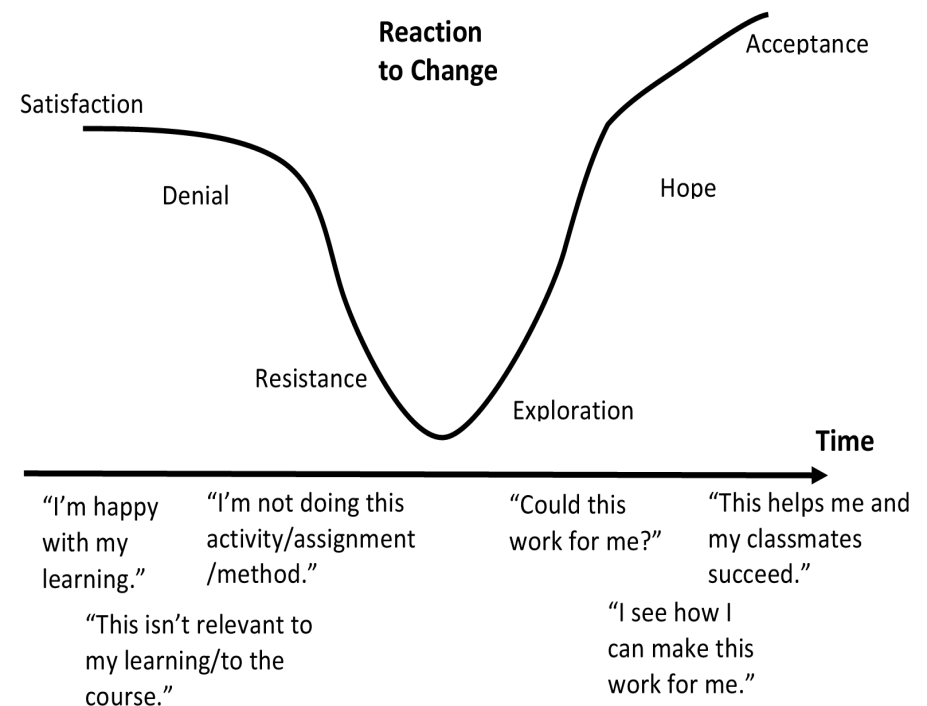 Reaction
to Change
Acceptance
Satisfaction
Denial
Hope
Resistance
Exploration
Time
“I’m happy
with my
learning.”
“I’m not doing this
activity/assignment
/method.”
“Could this
work for me?”
“This helps me and
my classmates
succeed.”
“This isn’t relevant to
my learning/to the
course.”
“I see how I
can make this
work for me.”